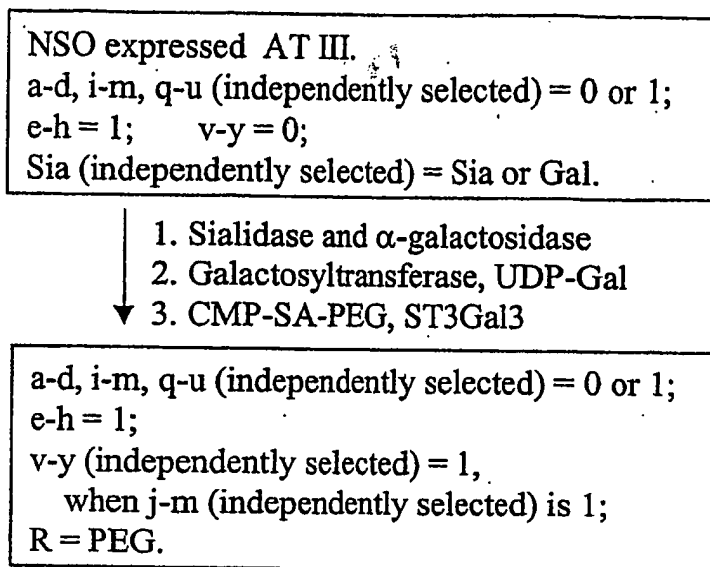 NSO expressed AT III.
a-d, i-m, q-u (independently selected) = 0 or 1;
e-h = 1; v-y = 0;
Sia (independently selected) = Sia or Gal.
1. Sialidase and α-galactosidase
2. Galactosyltransferase, UDP-Gal
3. CMP-SA-PEG, ST3Gal3
a-d, i-m, q-u (independently selected) = 0 or 1;
e-h = 1;
v-y (independently selected) = 1,
when j-m (independently selected) is 1;
R = PEG.